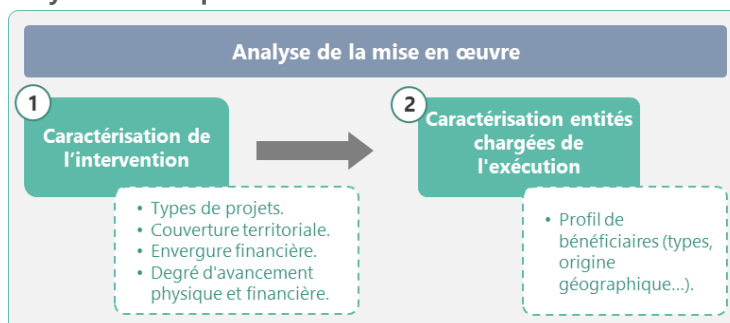 Analyse de la mise en œuvre
1
Caractérisation de
l'intervention
• Types de projets.
• Couverture territoriale.
• Envergure financière.
• Degré d'avancement
physique et financière.
2
Caractérisation entités
chargées de
l'exécution
• Profil de
bénéficiaires (types,
origine
géographique...).